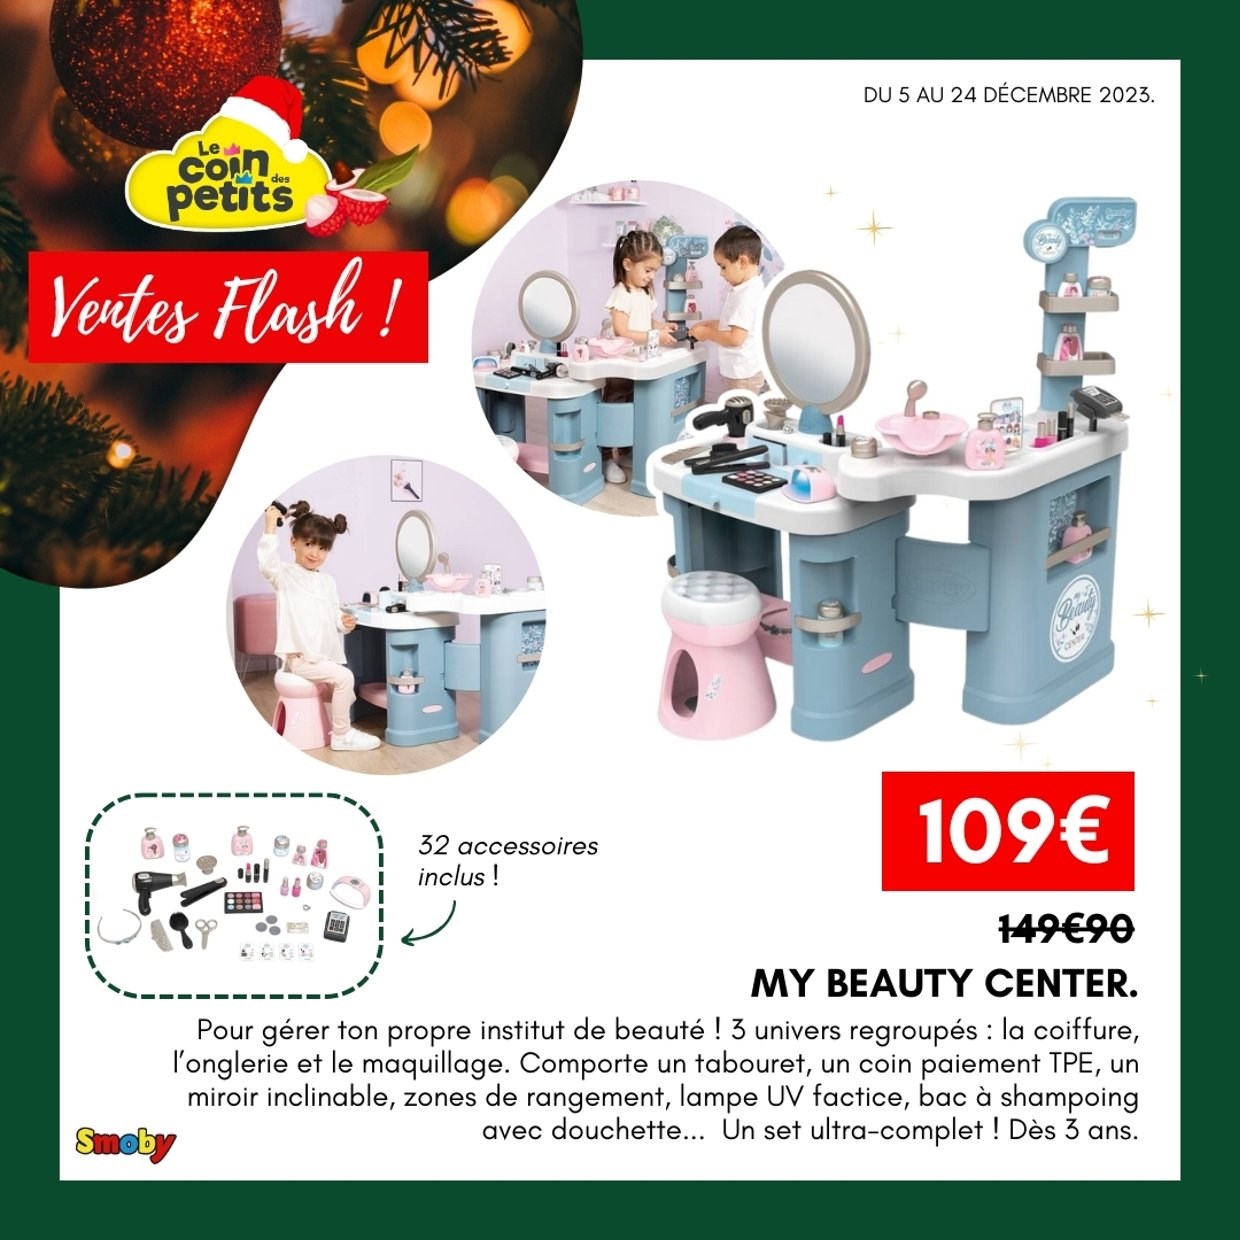 DU 5 AU 24 DÉCEMBRE 2023.
Le
coin
des
petits
Ventes Flash !
My
Beauty
CENTER
32 accessoires
inclus !
109€
149€90
MY BEAUTY CENTER.
Pour gérer ton propre institut de beauté ! 3 univers regroupés : la coiffure,
l’onglerie et le maquillage. Comporte un tabouret, un coin paiement TPE, un
miroir inclinable, zones de rangement, lampe UV factice, bac à shampoing
avec douchette... Un set ultra-complet ! Dès 3 ans.
Smoby